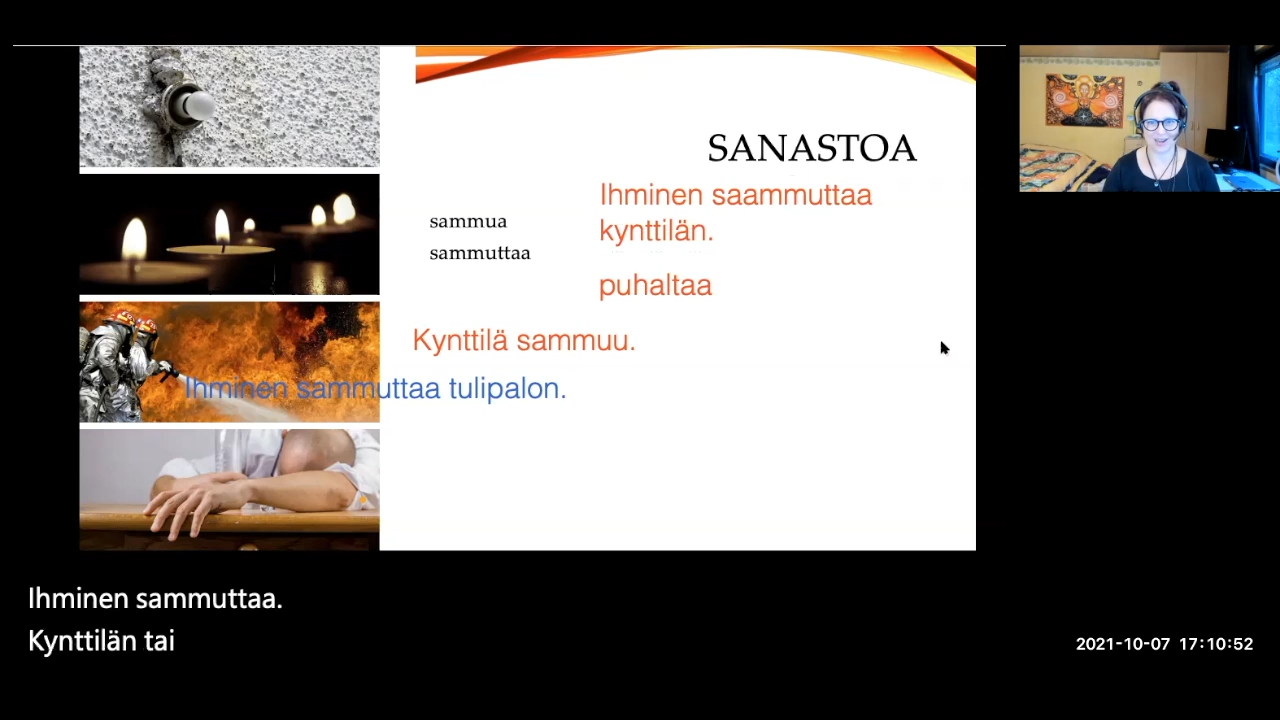 SANASTOA
sammua
sammuttaa
Ihminen saammuttaa
kynttilän.
puhaltaa
Kynttilä sammuu.
Ihminen sammuttaa tulipalon.
Ihminen sammuttaa.
Kynttilän tai
2021-10-07 17:10:52